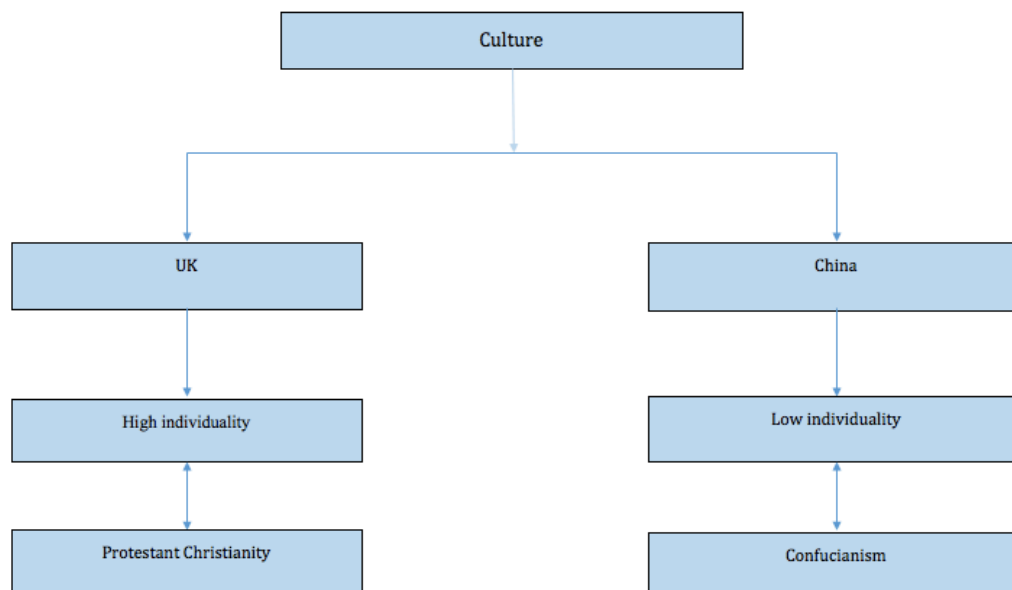 Culture
UK
China
High individuality
Low individuality
Protestant Christianity
Confucianism